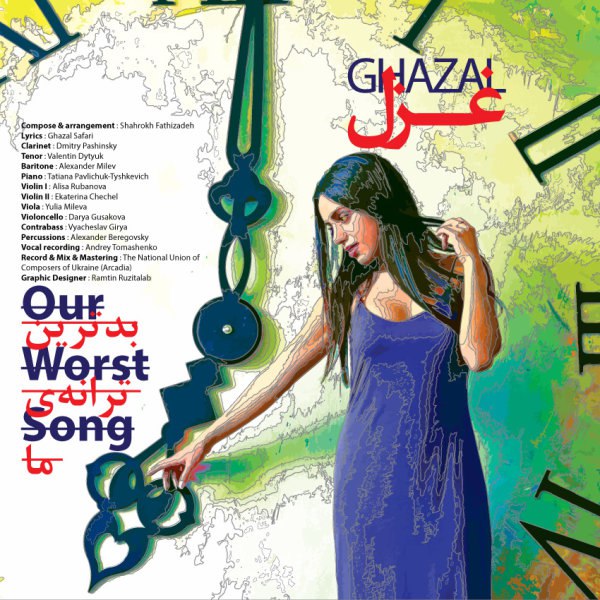 GHAZAL
غزل
Compose & arrangement : Shahrokh Fathizadeh
Lyrics : Ghazal Safari
Clarinet : Dmitry Pashinsky
Tenor : Valentin Dytyuk
Baritone : Alexander Milev
Piano : Tatiana Pavlichuk-Tyshkevich
Violin I : Alisa Rubanova
Violin II : Ekaterina Chechel
Viola : Yulia Mileva
Violoncello : Darya Gusakova
Contrabass : Vyacheslav Girya
Percussions : Alexander Beregovsky
Vocal recording : Andrey Tomashenko
Record & Mix & Mastering : The National Union of
Composers of Ukraine (Arcadia)
Graphic Designer : Ramtin Ruzitalab
Our
بدترین
Worst
ترانه‌ی
Song
ما